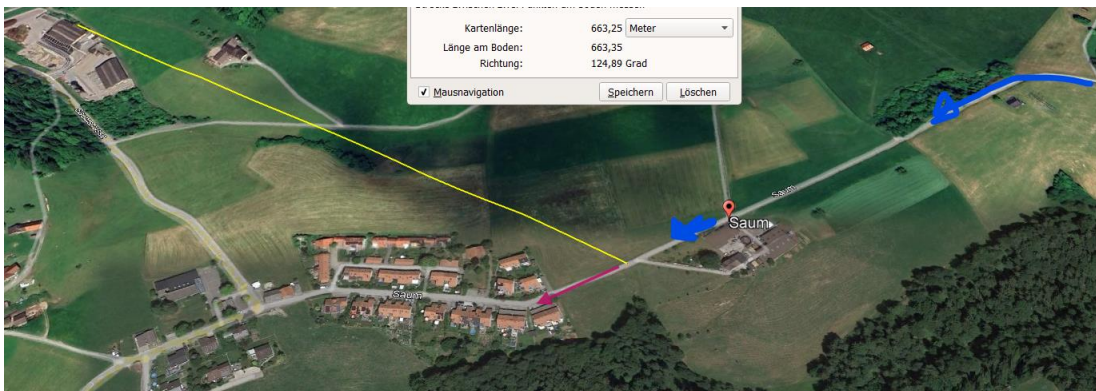 Kartenlänge: 663,25 Meter
Länge am Boden: 663,35
Richtung: 124,89 Grad
Mausnavigation Speichern Löschen
Saum
Saum
Saum